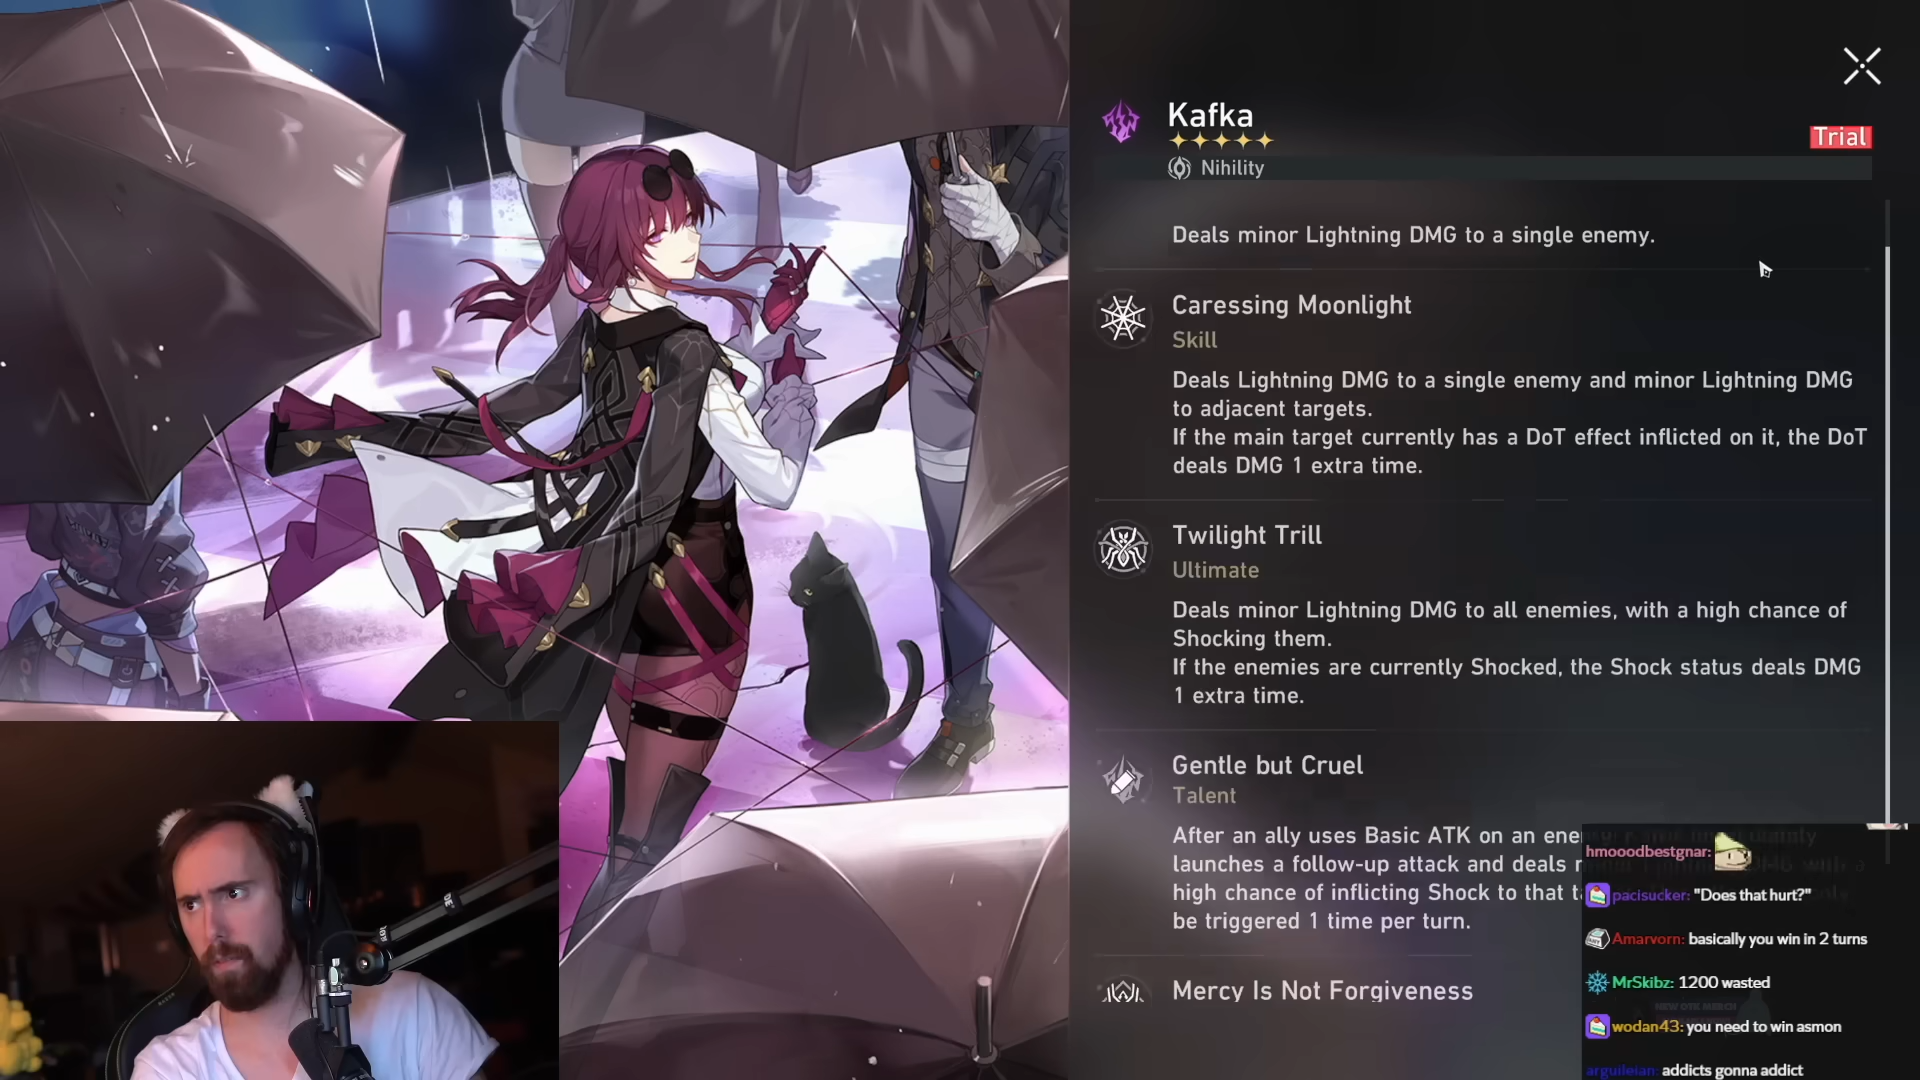 Kafka
Trial
Nihility
Deals minor Lightning DMG to a single enemy.
Caressing Moonlight
Skill
Deals Lightning DMG to a single enemy and minor Lightning DMG
to adjacent targets.
If the main target currently has a DoT effect inflicted on it, the DoT
deals DMG 1 extra time.
Twilight Trill
Ultimate
Deals minor Lightning DMG to all enemies, with a high chance of
Shocking them.
If the enemies are currently Shocked, the Shock status deals DMG
1 extra time.
Gentle but Cruel
Talent
After an ally uses Basic ATK on an
launches a follow-up attack and deals
high chance of inflicting Shock to that
be triggered 1 time per turn.
Mercy Is Not Forgiveness
hmooodbestgnar:
pacisucker: "Does that hurt?"
Amarvorn: basically you win in 2 turns
MrSkibz: 1200 wasted
NEW OTK MERCH
wodan43: you need to win asmon
arguileian: addicts gonna addict